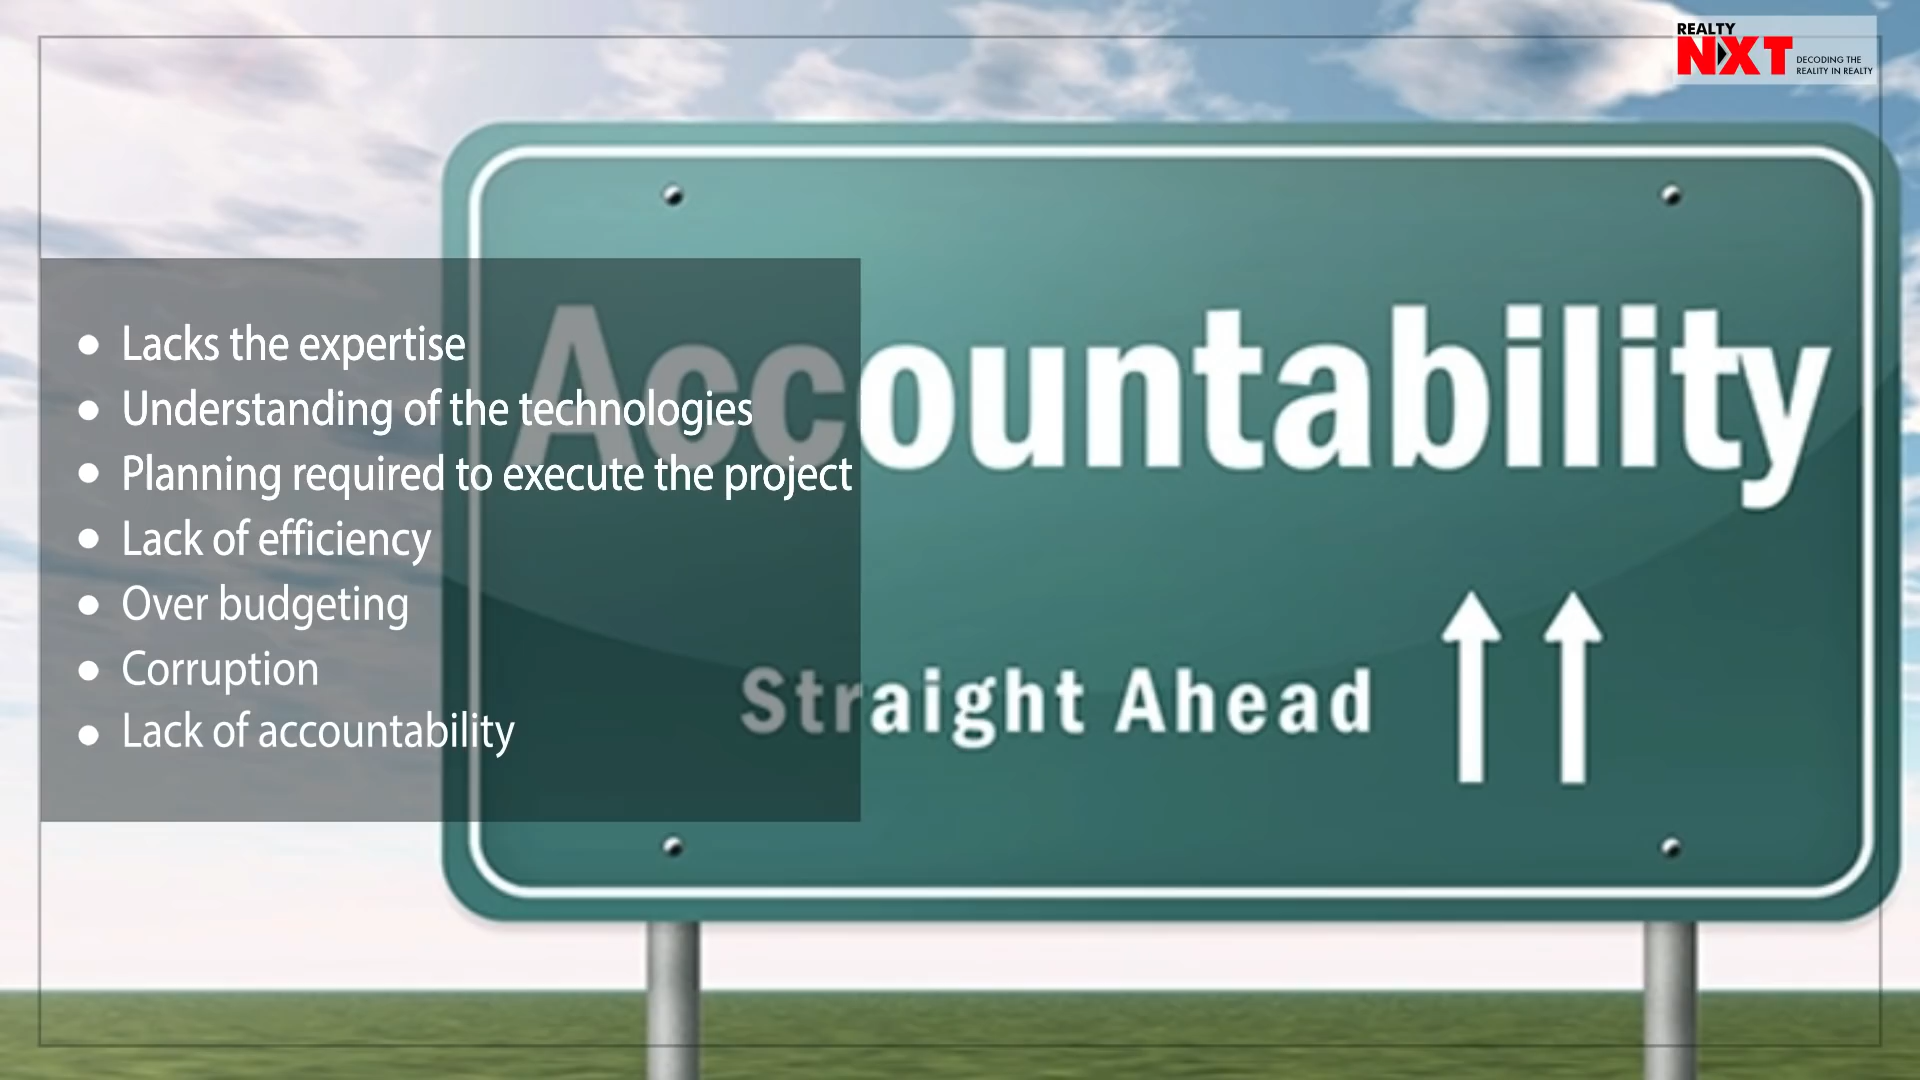 REALTY
NXT
DECODING THE
REALITY IN REALTY
Accountability
Straight Ahead
Lacks the expertise
Understanding of the technologies
Planning required to execute the project
Lack of efficiency
Over budgeting
Corruption
Lack of accountability